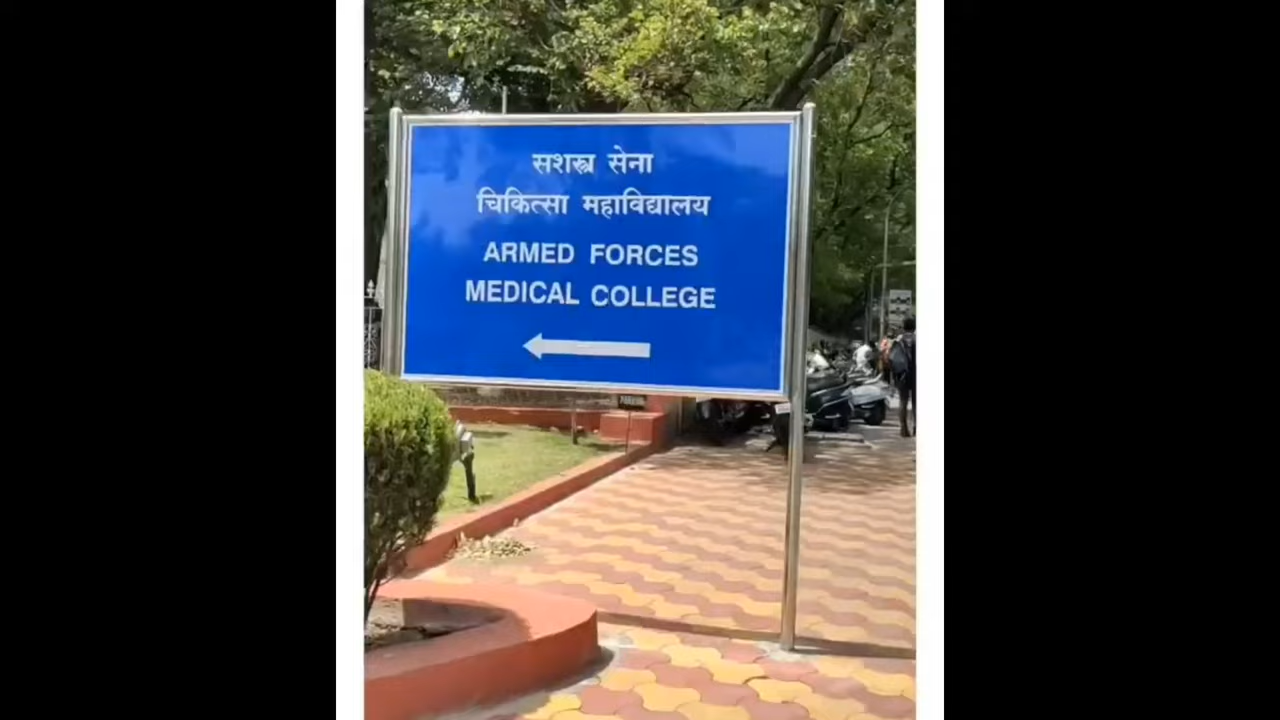 सशस्त्र सेना
चिकित्सा महाविद्यालय
ARMED FORCES
MEDICAL COLLEGE